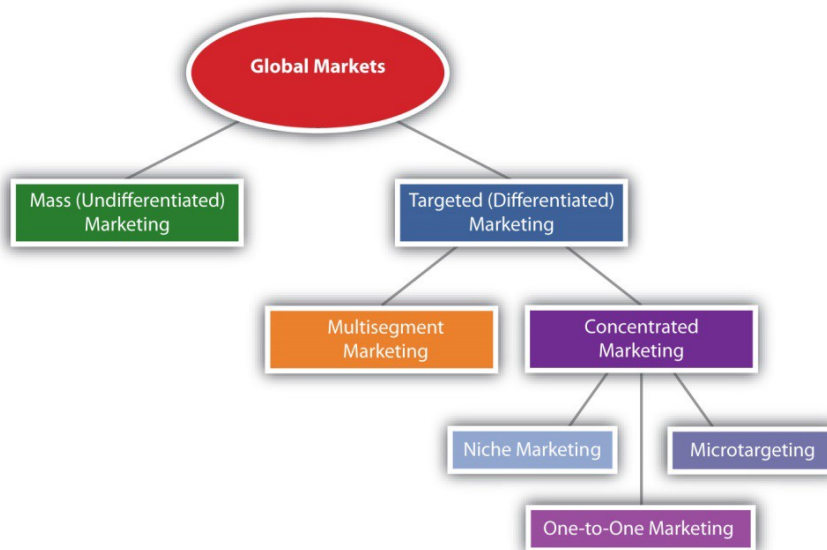 Global Markets
Mass (Undifferentiated)
Marketing
Targeted (Differentiated)
Marketing
Multisegment
Marketing
Concentrated
Marketing
Niche Marketing
Microtargeting
One-to-One Marketing